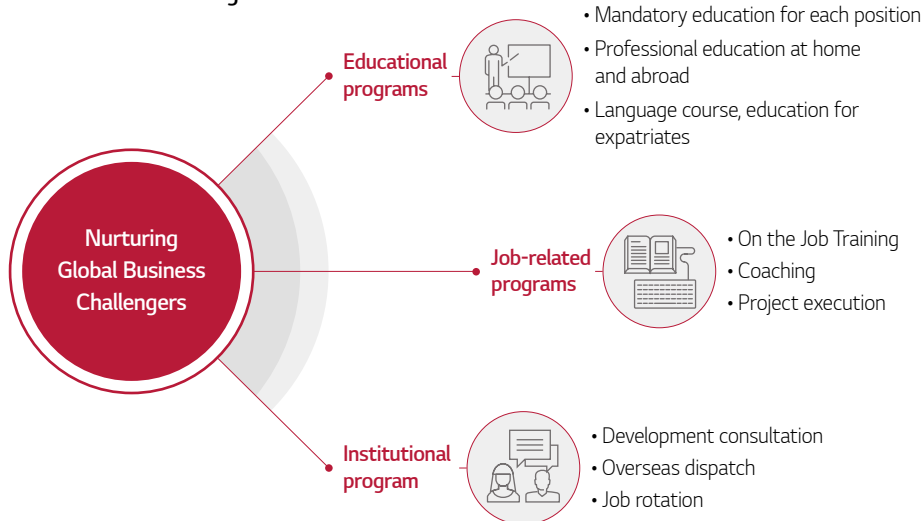 Educational
programs
• Mandatory education for each position
• Professional education at home
and abroad
• Language course, education for
expatriates
Nurturing
Global Business
Challengers
Job-related
programs
• On the Job Training
• Coaching
• Project execution
Institutional
program
• Development consultation
• Overseas dispatch
• Job rotation